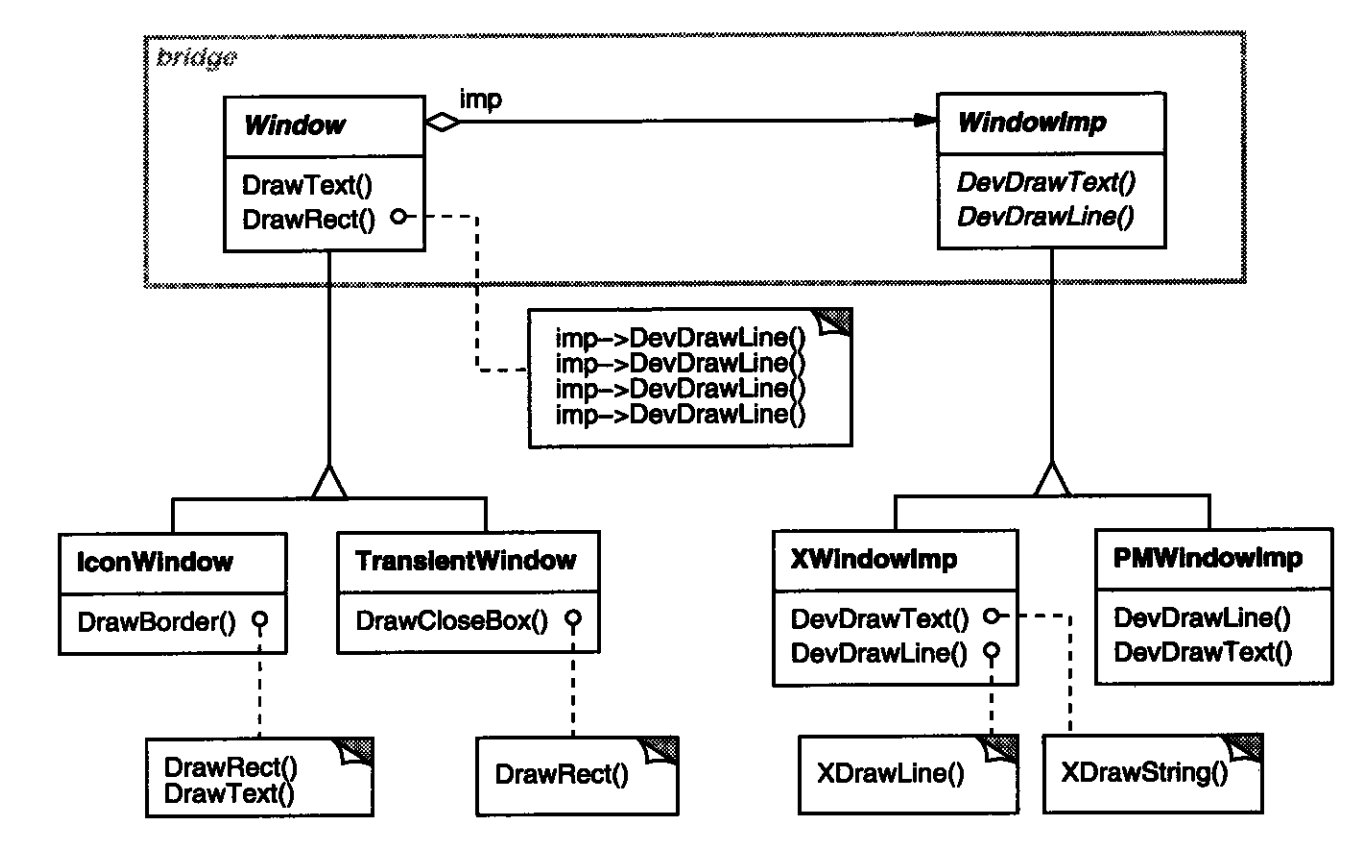 bridge
Window
imp
WindowImp
DrawText()
DrawRect()
DevDrawText()
DevDrawLine()
imp–>DevDrawLine()
imp–>DevDrawLine()
imp–>DevDrawLine()
imp–>DevDrawLine()
IconWindow
DrawBorder()
TransientWindow
DrawCloseBox()
XWindowImp
DevDrawText()
DevDrawLine()
PMWindowImp
DevDrawLine()
DevDrawText()
DrawRect()
DrawText()
DrawRect()
XDrawLine()
XDrawString()